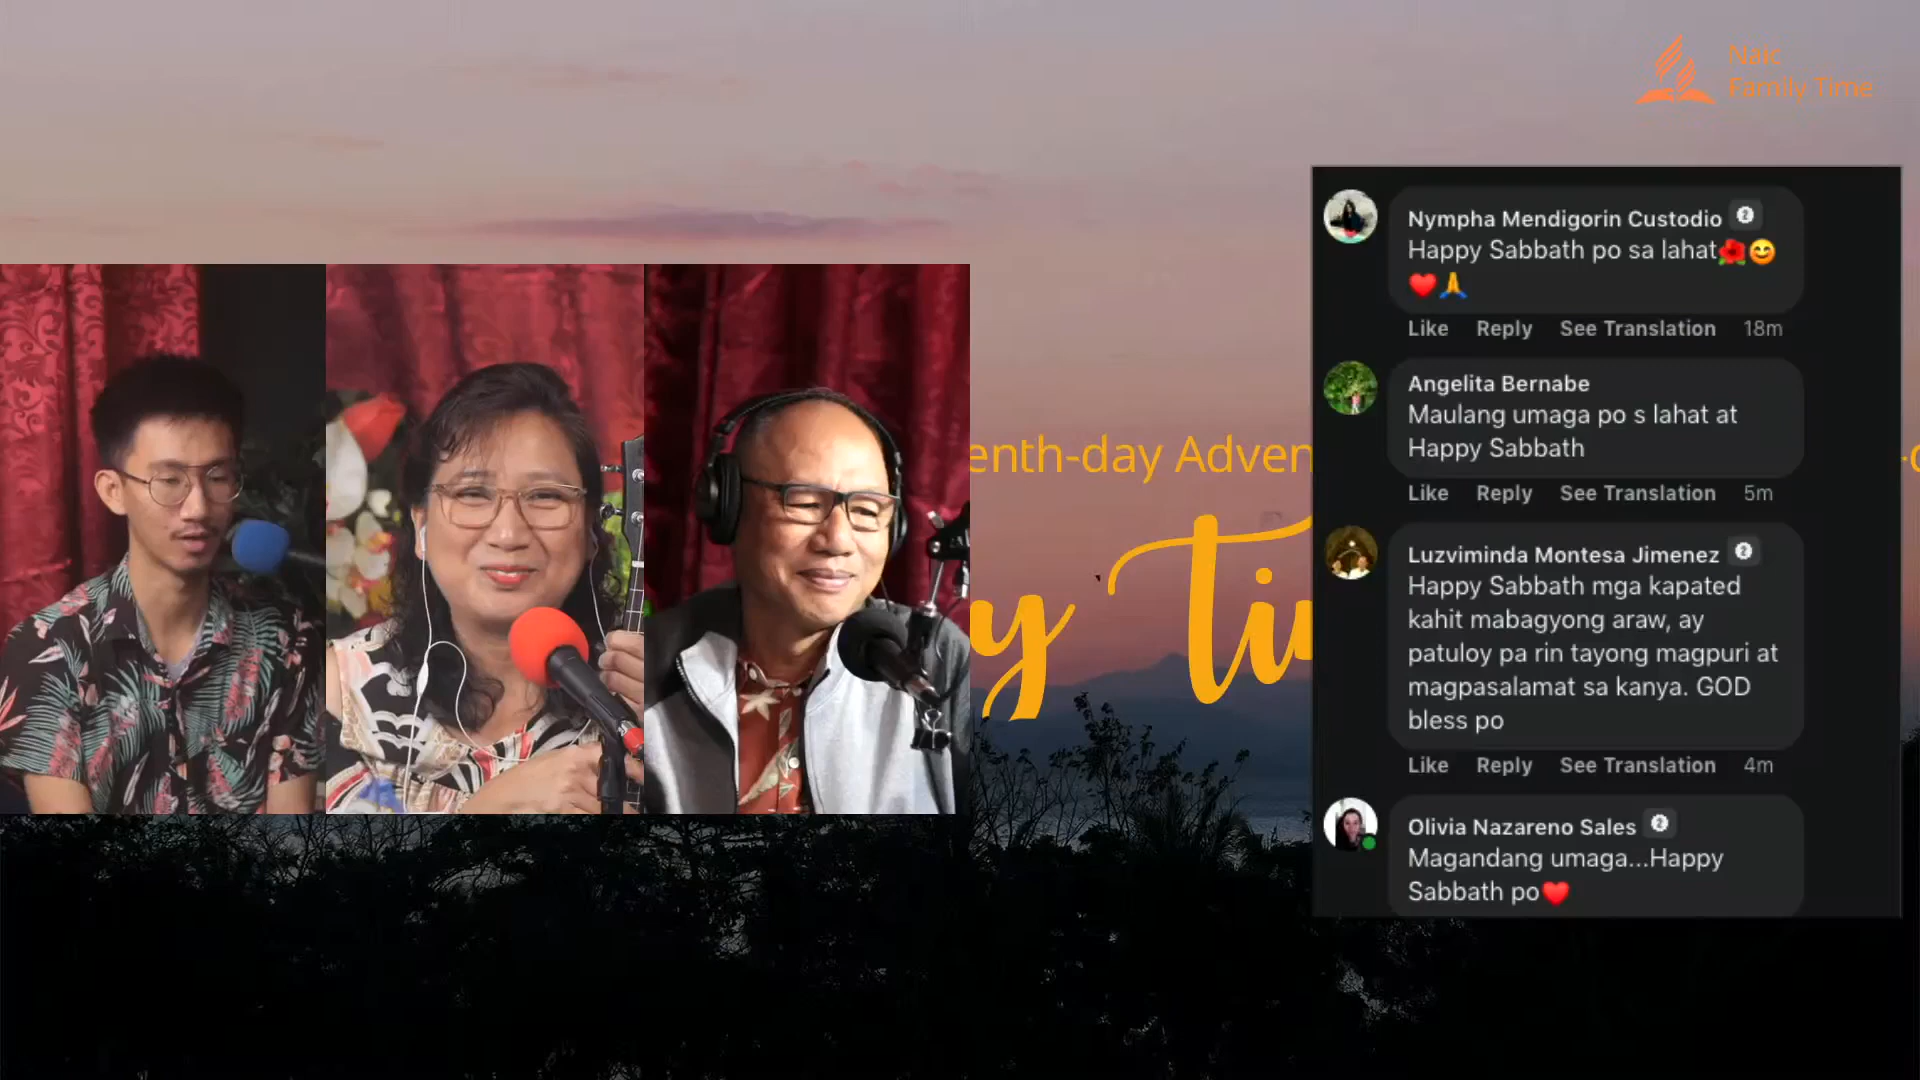 Naic
Family Time
enth-day Adven
y Ti
Nympha Mendigorin Custodio
Happy Sabbath po sa lahat🌺😊
❤️🙏
Like Reply See Translation 18m
Angelita Bernabe
Maulang umaga po s lahat at
Happy Sabbath
Like Reply See Translation 5m
Luzviminda Montesa Jimenez
Happy Sabbath mga kapated
kahit mabagyong araw, ay
patuloy pa rin tayong magpuri at
magpasalamat sa kanya. GOD
bless po
Like Reply See Translation 4m
Olivia Nazareno Sales
Magandang umaga...Happy
Sabbath po❤️